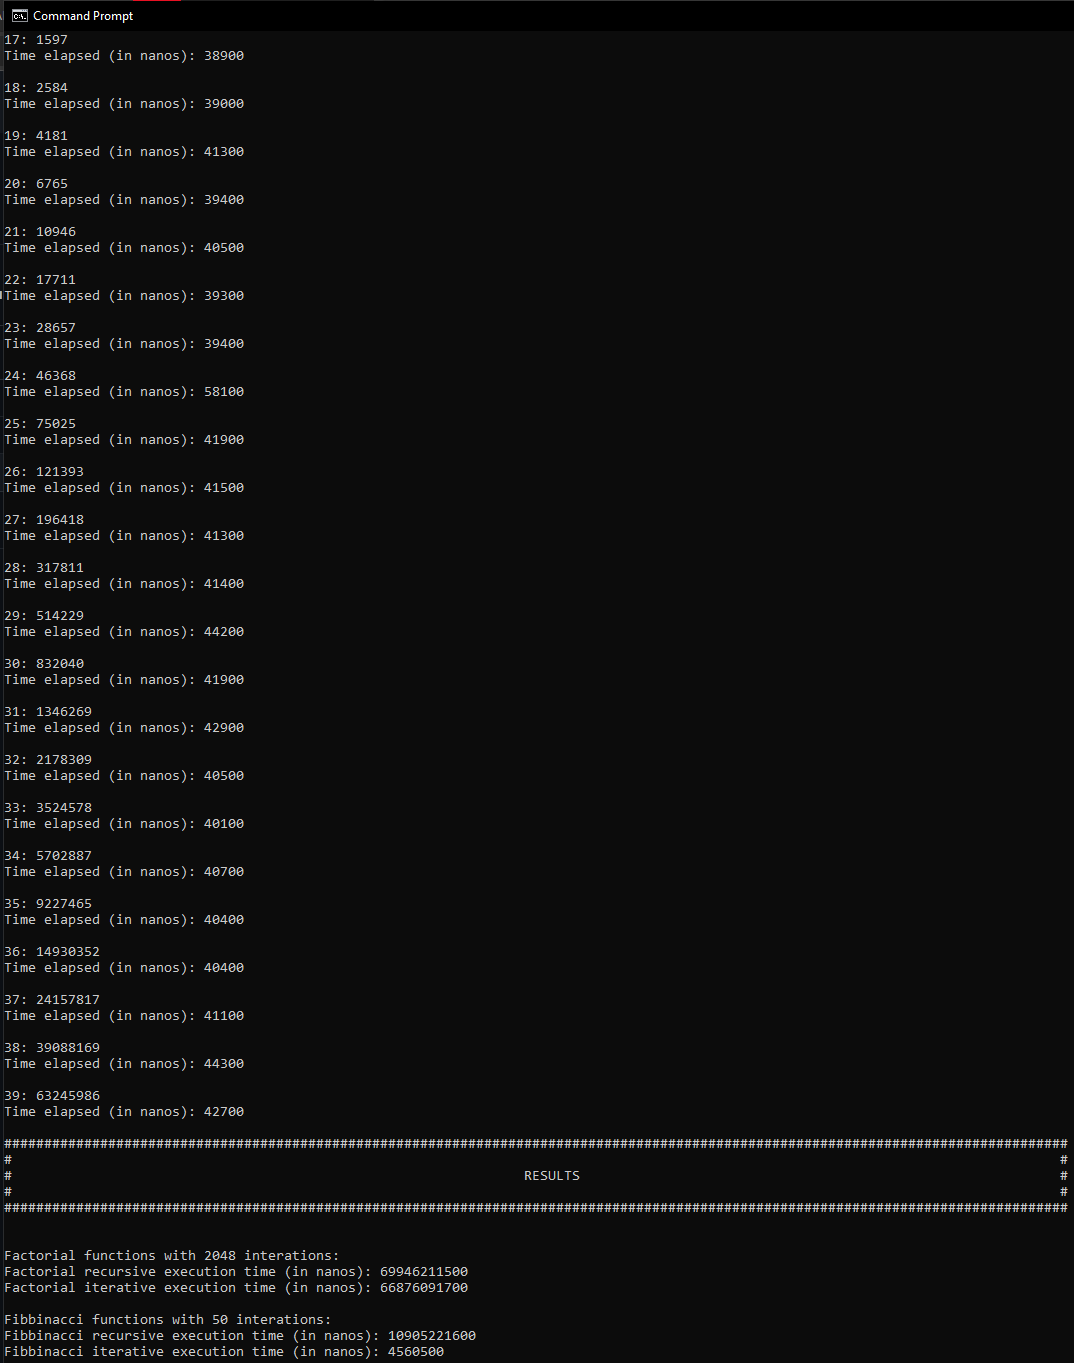 Command Prompt
17: 1597
Time elapsed (in nanos): 38900
18: 2584
Time elapsed (in nanos): 39000
19: 4181
Time elapsed (in nanos): 41300
20: 6765
Time elapsed (in nanos): 39400
21: 10946
Time elapsed (in nanos): 40500
22: 17711
Time elapsed (in nanos): 39300
23: 28657
Time elapsed (in nanos): 39400
24: 46368
Time elapsed (in nanos): 58100
25: 75025
Time elapsed (in nanos): 41900
26: 121393
Time elapsed (in nanos): 41500
27: 196418
Time elapsed (in nanos): 41300
28: 317811
Time elapsed (in nanos): 41400
29: 514229
Time elapsed (in nanos): 44200
30: 832040
Time elapsed (in nanos): 41900
31: 1346269
Time elapsed (in nanos): 42900
32: 2178309
Time elapsed (in nanos): 40500
33: 3524578
Time elapsed (in nanos): 40100
34: 5702887
Time elapsed (in nanos): 40700
35: 9227465
Time elapsed (in nanos): 40400
36: 14930352
Time elapsed (in nanos): 40400
37: 24157817
Time elapsed (in nanos): 41100
38: 39088169
Time elapsed (in nanos): 44300
39: 63245986
Time elapsed (in nanos): 42700
#####################################################################################################################################
# #
# RESULTS #
# #
#####################################################################################################################################
Factorial functions with 2048 interations:
Factorial recursive execution time (in nanos): 69946211500
Factorial iterative execution time (in nanos): 66876091700
Fibbinacci functions with 50 interations:
Fibbinacci recursive execution time (in nanos): 10905221600
Fibbinacci iterative execution time (in nanos): 4560500